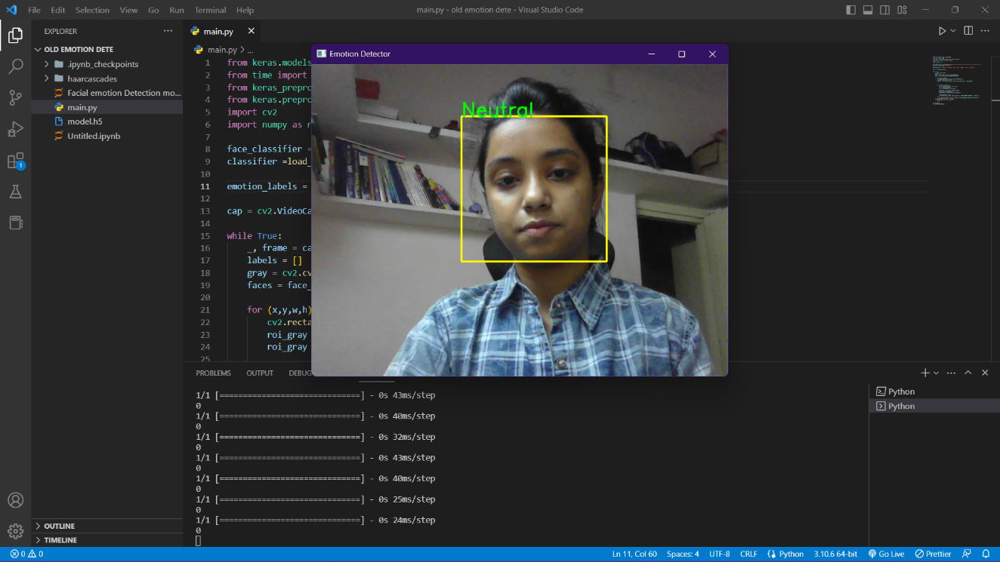 File Edit Selection View Go Run Terminal Help
main.py - old emotion dete - Visual Studio Code
EXPLORER
OLD EMOTION DETE
.ipynb_checkpoints
haarcascades
Facial emotion Detection mo...
main.py
model.h5
Untitled.ipynb
OUTLINE
TIMELINE
1
main.py
main.py > ...
1 from keras.models
2 from time import
3 from keras_prepro
4 from keras.prepro
5 import cv2
6 import numpy as n
7
8 face_classifier =
9 classifier =load_
10
11 emotion_labels =
12
13 cap = cv2.VideoCa
14
15 while True:
16 _, frame = ca
17 labels = []
18 gray = cv2.cv
19 faces = face_
20
21 for (x,y,w,h)
22 cv2.recta
23 roi_gray
24 roi_gray
25
Emotion Detector
Neutral
PROBLEMS OUTPUT DEBUG
1/1 [==============================] - 0s 43ms/step
0
1/1 [==============================] - 0s 40ms/step
0
1/1 [==============================] - 0s 32ms/step
0
1/1 [==============================] - 0s 43ms/step
0
1/1 [==============================] - 0s 40ms/step
0
1/1 [==============================] - 0s 25ms/step
0
1/1 [==============================] - 0s 24ms/step
0
Python
Python
0 0
Ln 11, Col 60 Spaces: 4 UTF-8 CRLF Python 3.10.6 64-bit Go Live Prettier